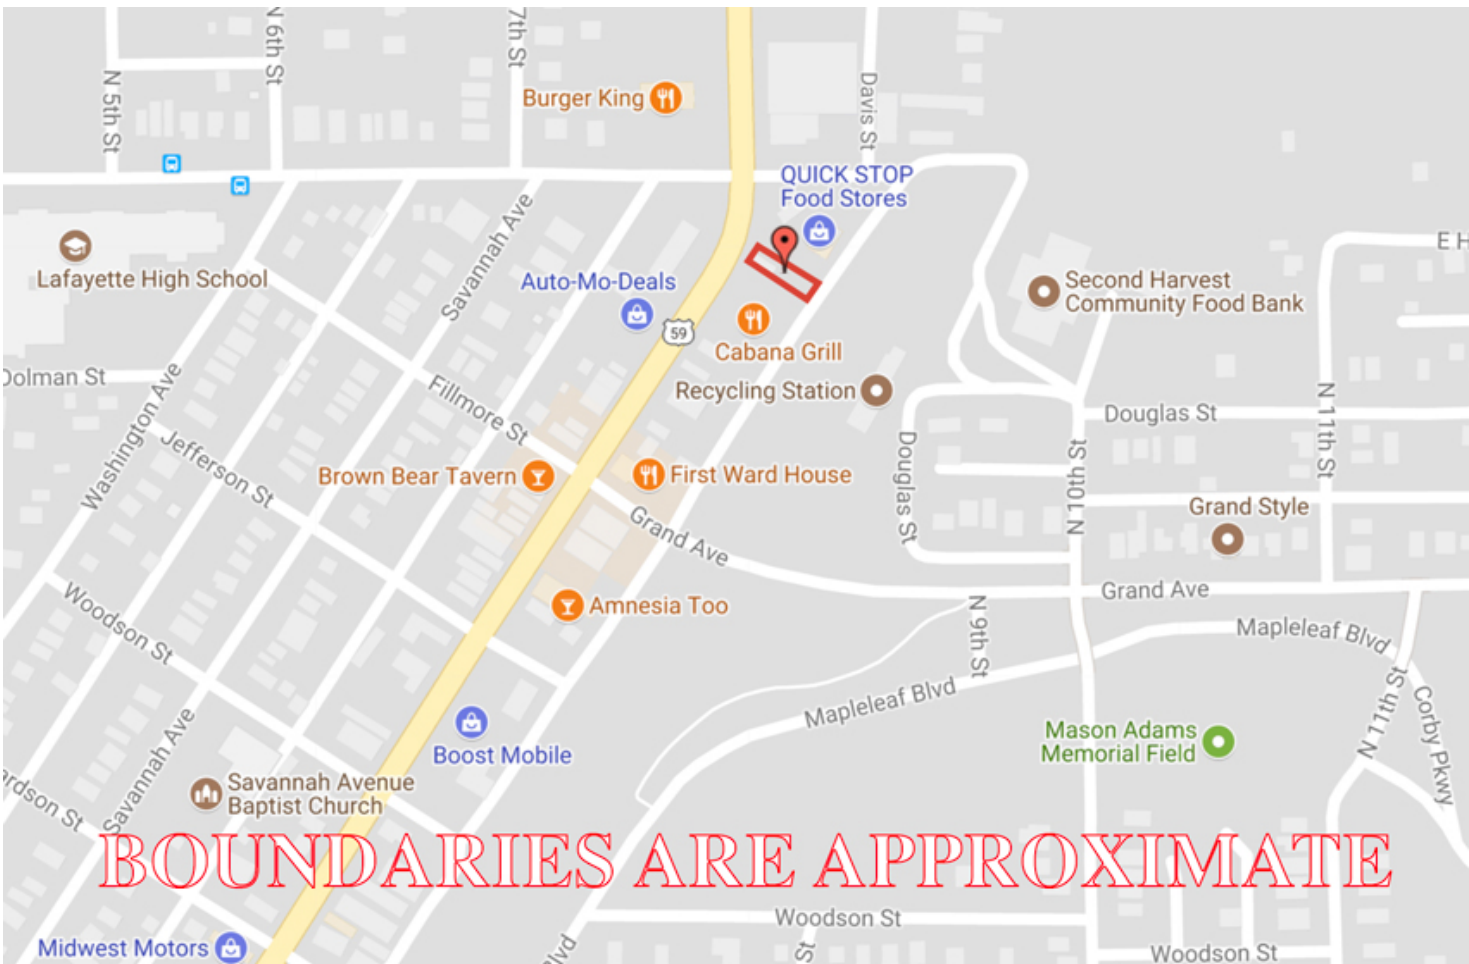 N 6th St
7th St
N 5th St
Burger King
Davis St
QUICK STOP
Food Stores
Savannah Ave
E H
Lafayette High School
Auto-Mo-Deals
Second Harvest
Community Food Bank
59
Cabana Grill
Dolman St
Recycling Station
Washington Ave
Fillmore St
Douglas St
N 11th St
Jefferson St
Brown Bear Tavern
First Ward House
Douglas St
N 10th St
Grand Style
Grand Ave
Grand Ave
Woodson St
Amnesia Too
N 9th St
Mapleleaf Blvd
Mapleleaf Blvd
N 11th St
Corby Pkwy
Savannah Ave
Boost Mobile
Mason Adams
Memorial Field
ardson St
Savannah Avenue
Baptist Church
BOUNDARIES ARE APPROXIMATE
Woodson St
Midwest Motors
lvd
St
Woodson St